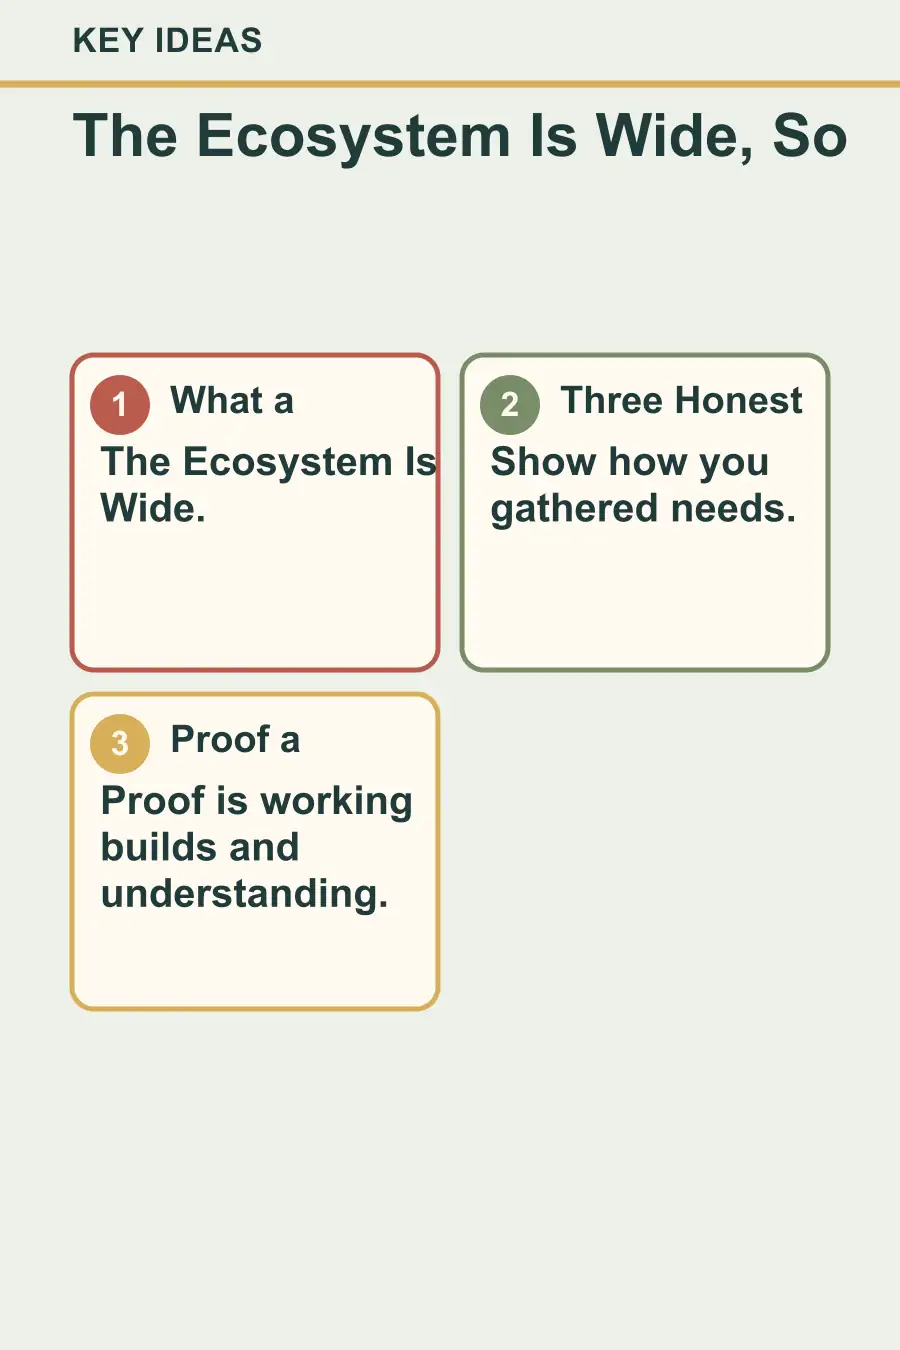 KEY IDEAS
The Ecosystem Is Wide, So
1 What a
The Ecosystem Is
Wide.
2 Three Honest
Show how you
gathered needs.
3 Proof a
Proof is working
builds and
understanding.